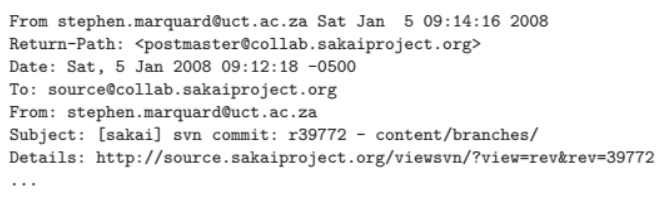 From stephen.marquard@uct.ac.za Sat Jan  5 09:14:16 2008
Return-Path: <postmaster@collab.sakaiproject.org>
Date: Sat, 5 Jan 2008 09:12:18 -0500
To: source@collab.sakaiproject.org
From: stephen.marquard@uct.ac.za
Subject: [sakai] svn commit: r39772 - content/branches/
Details: http://source.sakaiproject.org/viewsvn/?view=rev&rev=39772
...